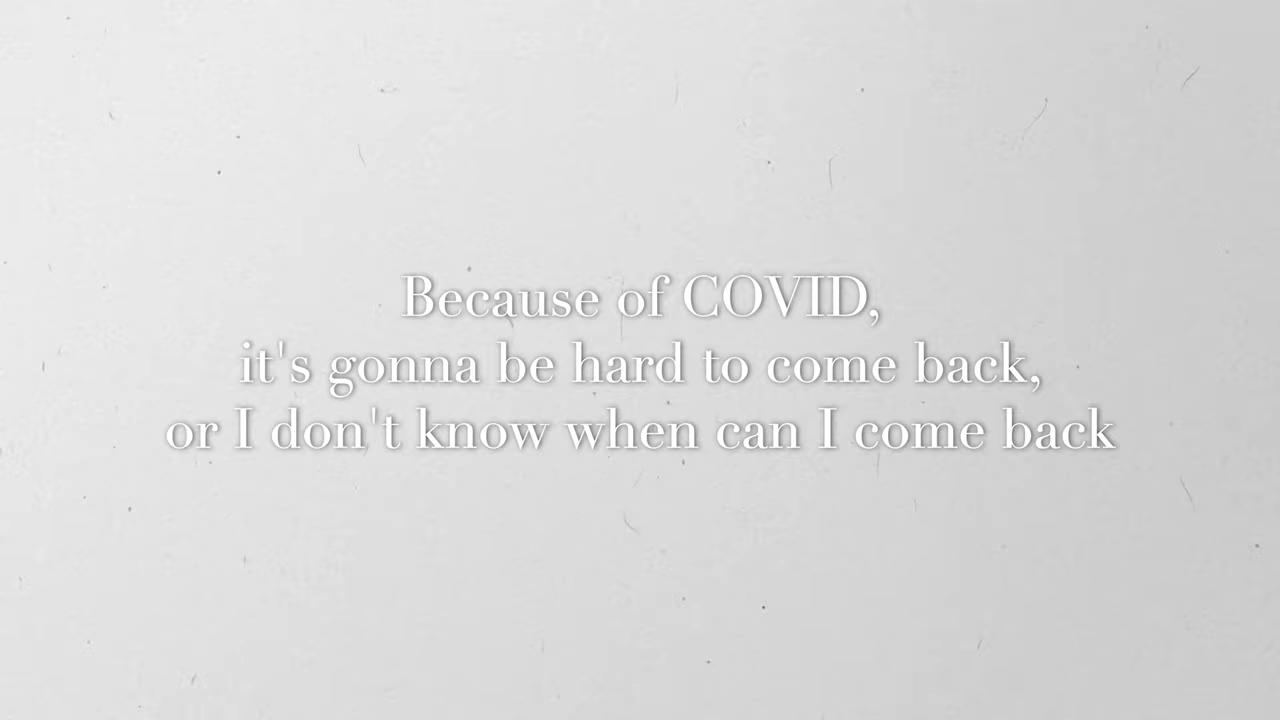 Because of COVID,
it's gonna be hard to come back,
or I don't know when can I come back